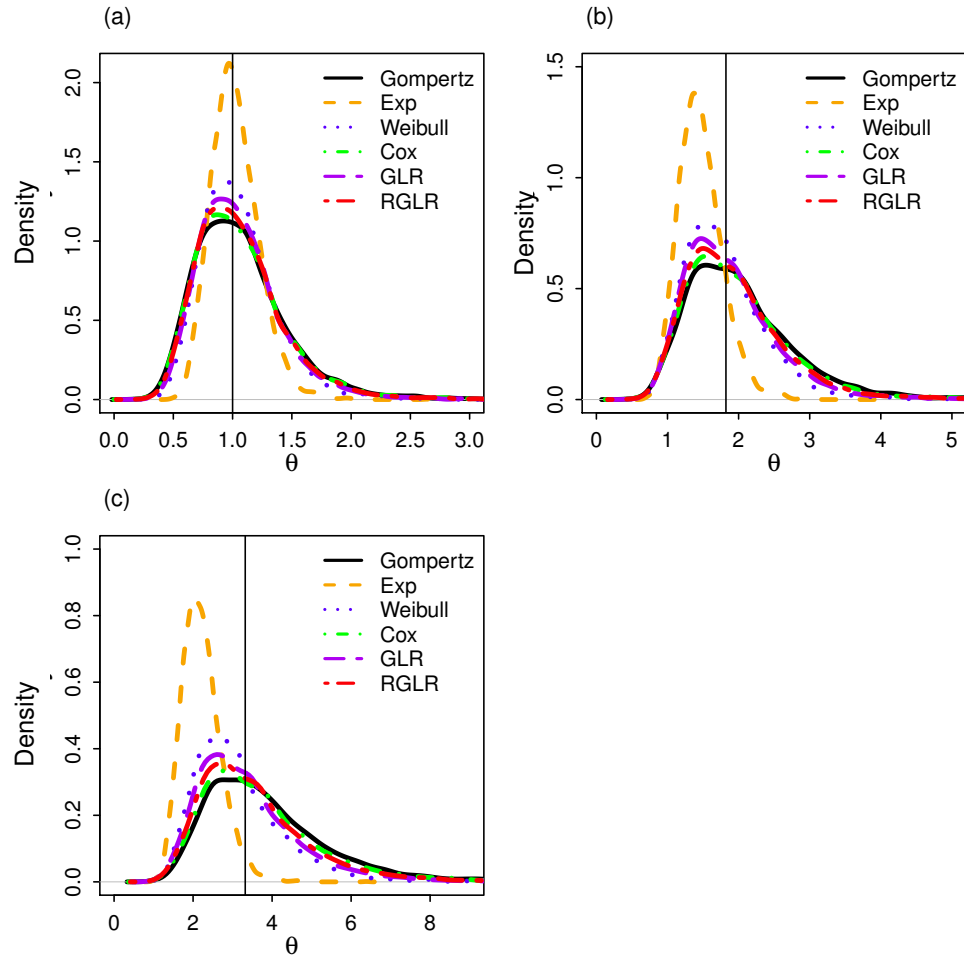 (a)
Density
0.0 0.5 1.0 1.5 2.0
Gompertz
Exp
Weibull
Cox
GLR
RGLR
0.0 0.5 1.0 1.5 2.0 2.5 3.0
θ
(b)
Density
0.0 0.5 1.0 1.5
Gompertz
Exp
Weibull
Cox
GLR
RGLR
0 1 2 3 4 5
θ
(c)
Density
0.0 0.2 0.4 0.6 0.8 1.0
Gompertz
Exp
Weibull
Cox
GLR
RGLR
0 2 4 6 8
θ